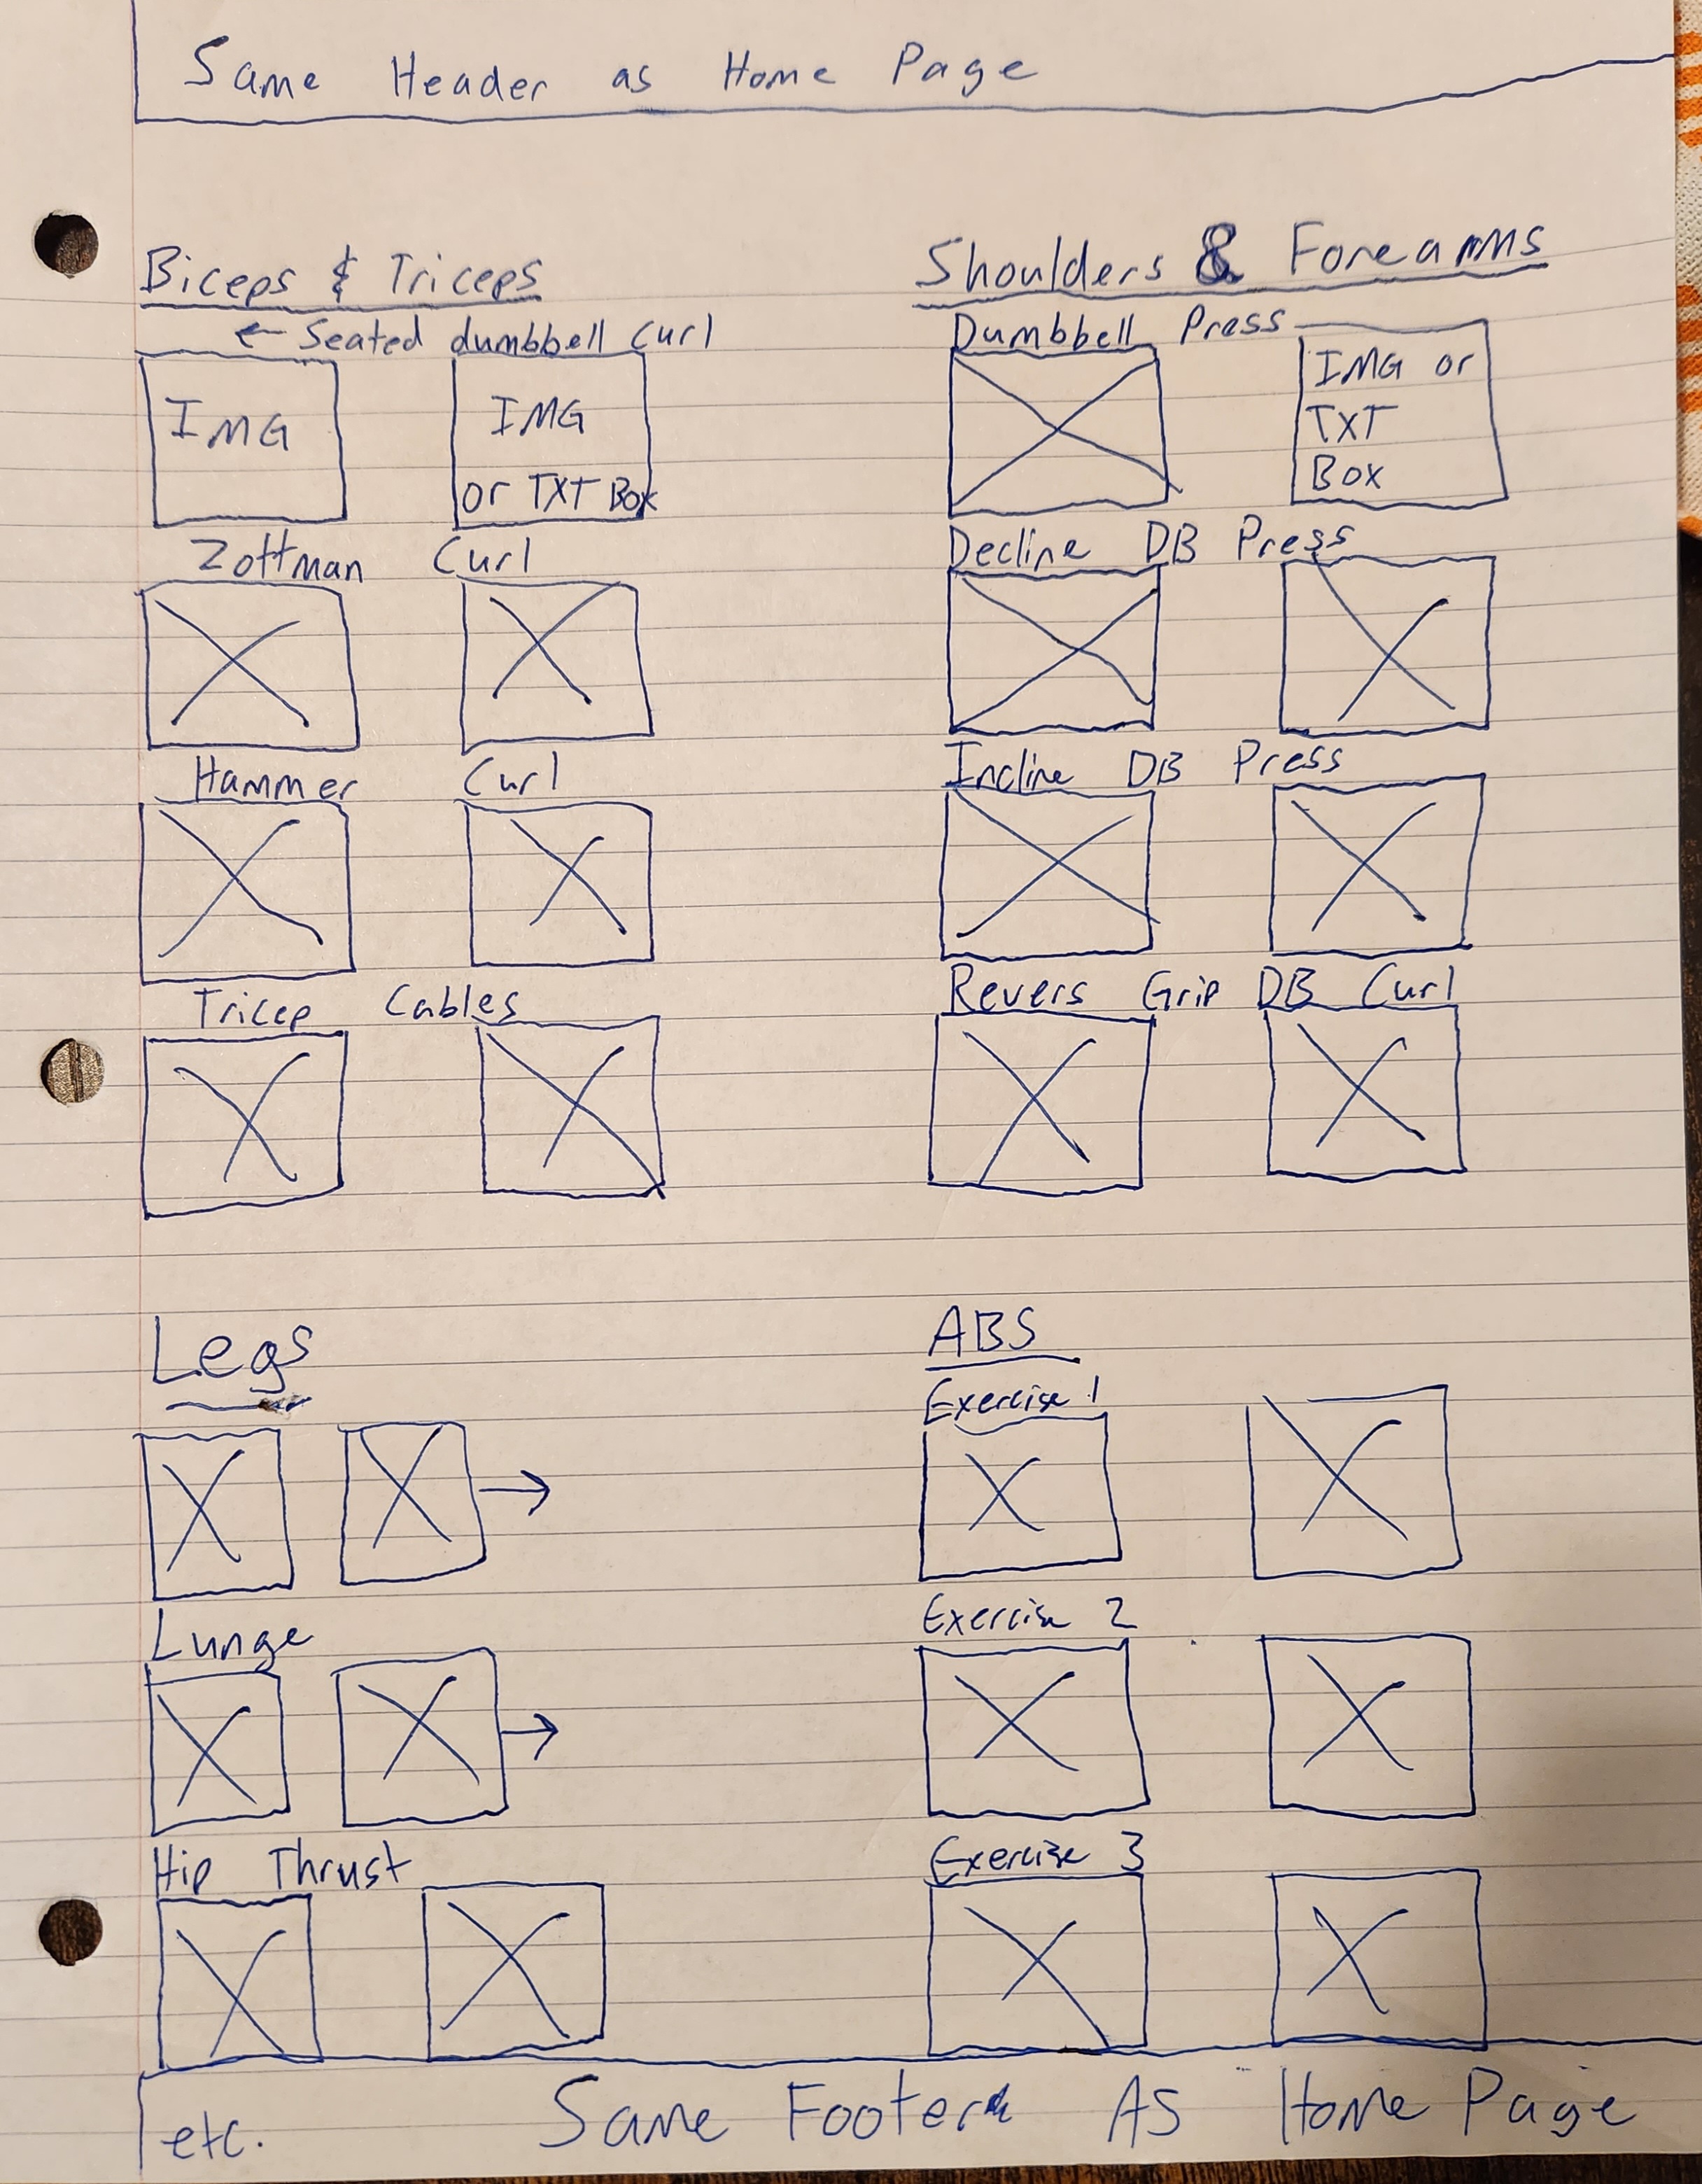 Same Header as Home Page
Biceps & Triceps
← Seated dumbbell Curl
IMG
IMG
or TXT Box
Zottman Curl
Hammer Curl
Tricep Cables
Shoulders & Forearms
Dumbbell Press
IMG or
TXT
Box
Decline DB Press
Incline DB Press
Revers Grip DB Curl
Legs
Lunge
Hip Thrust
ABS
Exercise 1
Exercise 2
Exercise 3
etc. Same Footer As Home Page